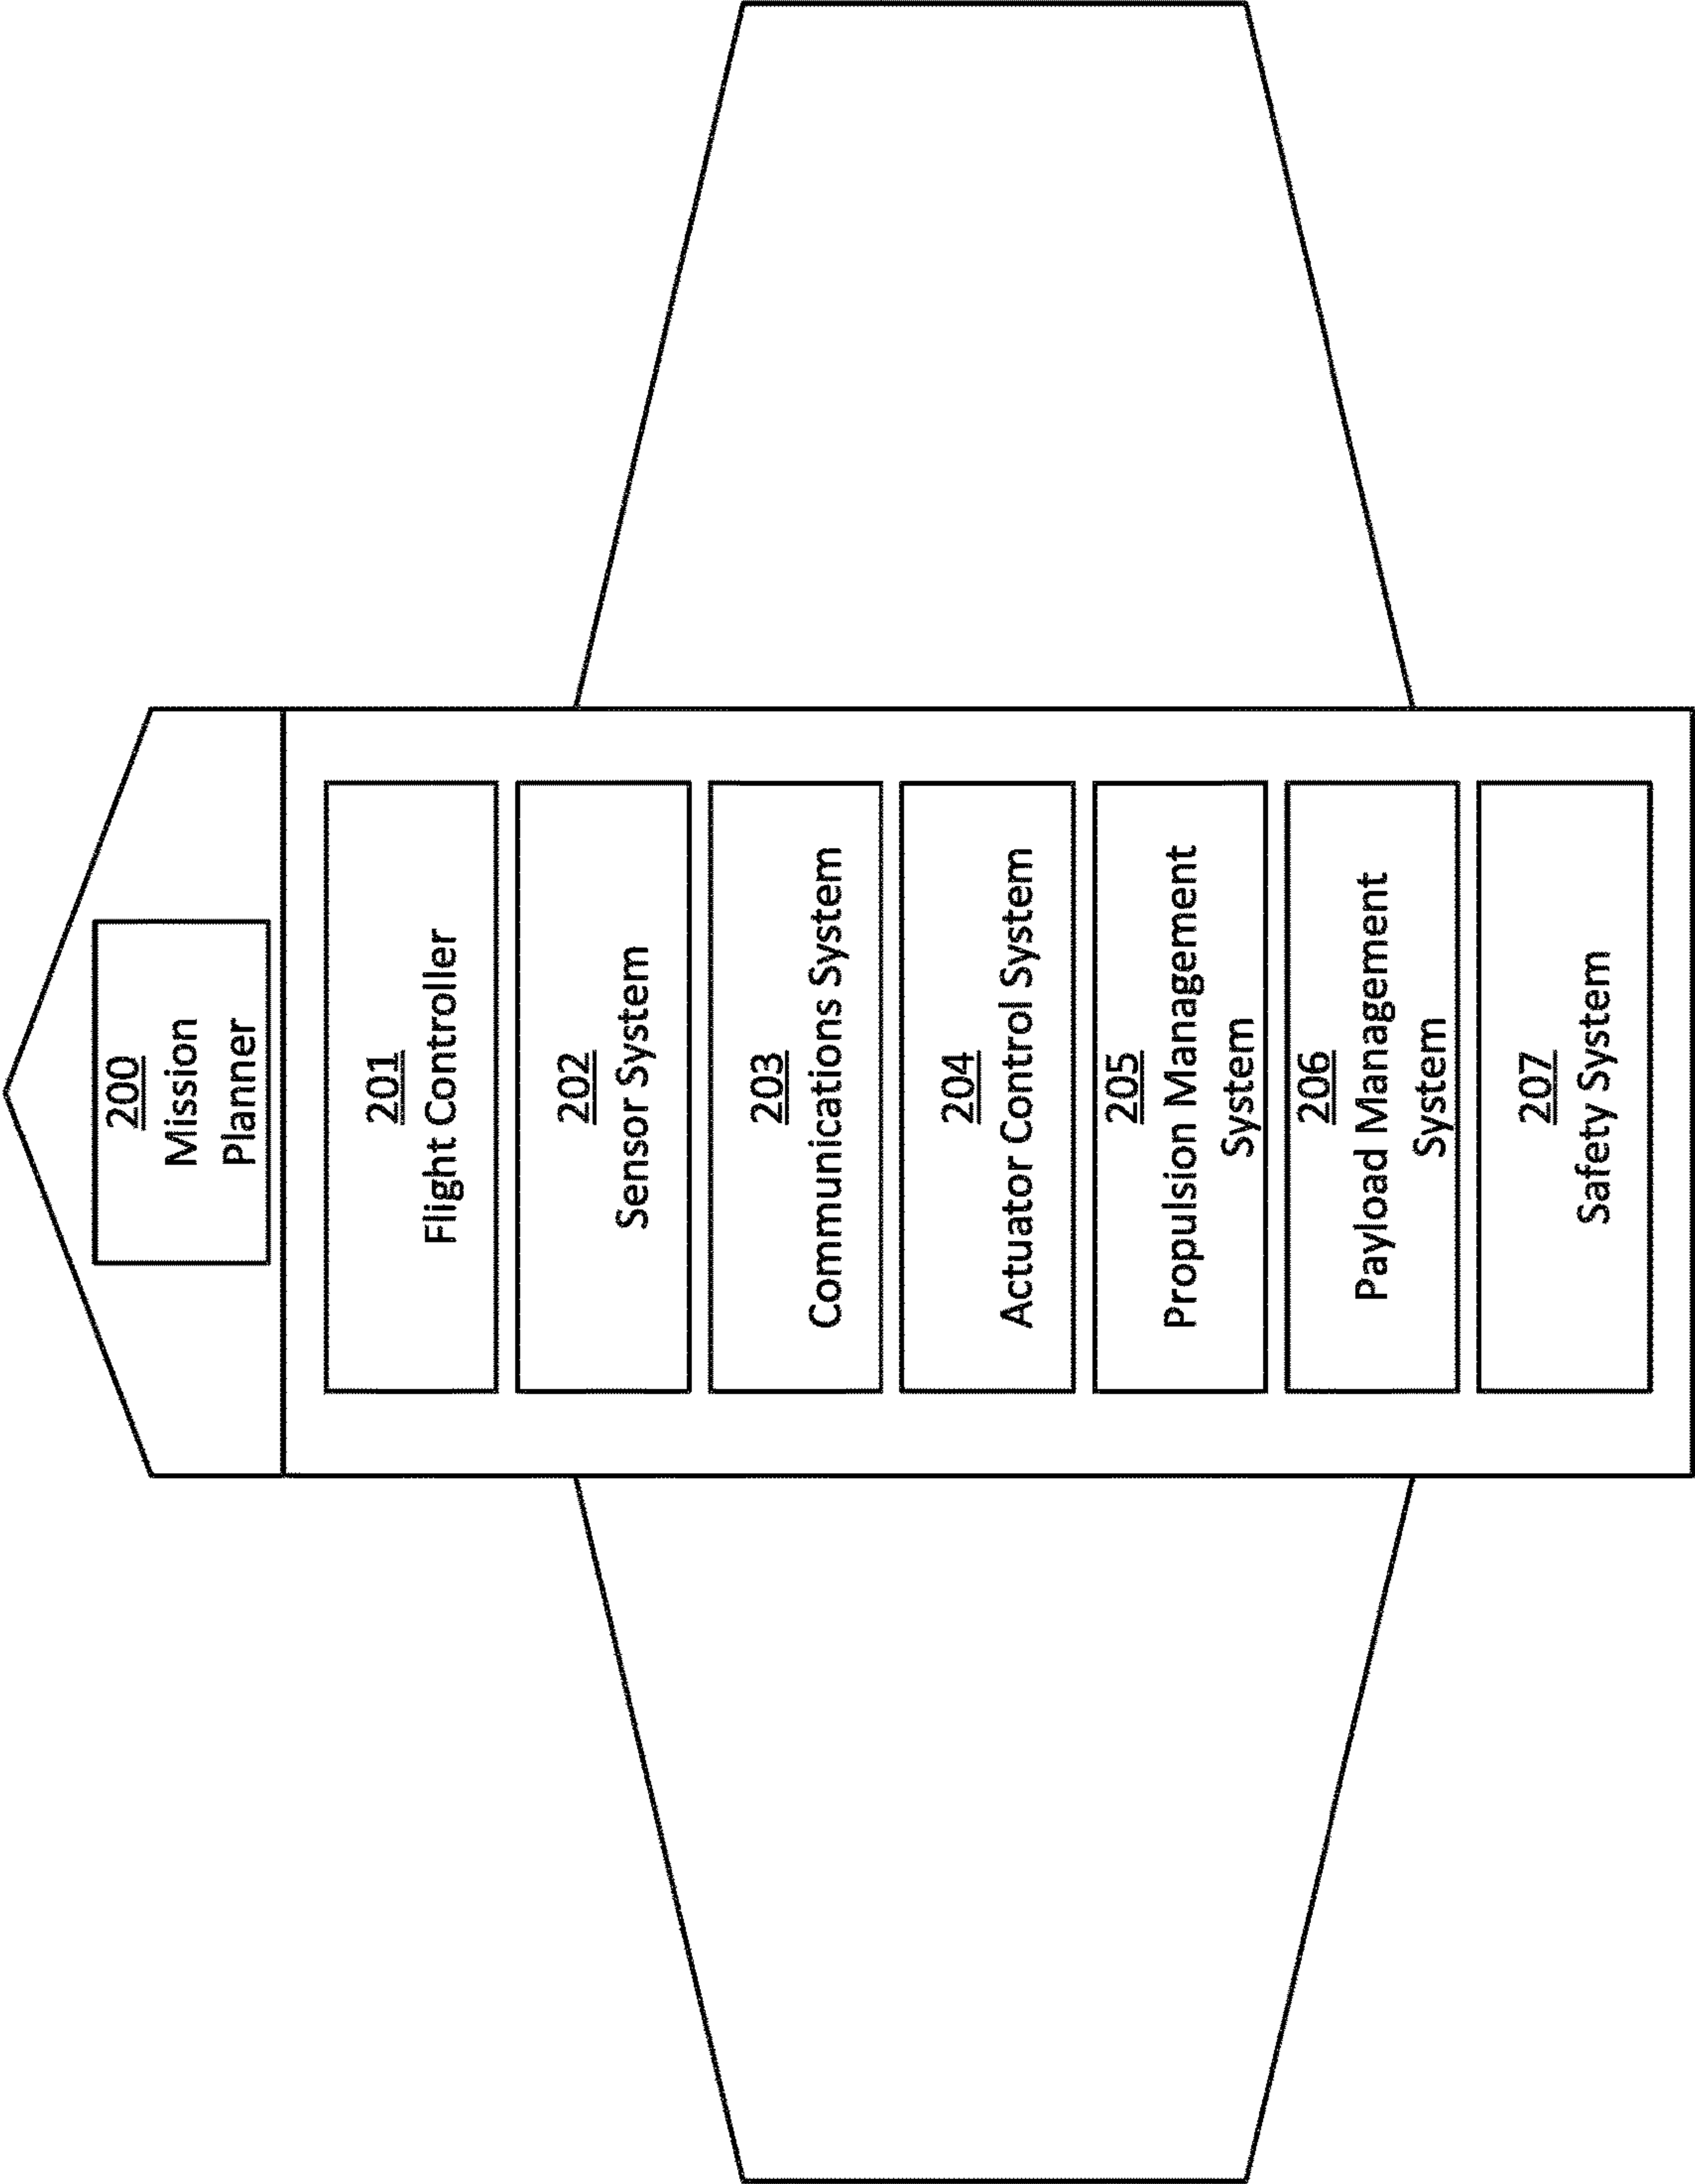 200
Mission
Planner
201
Flight Controller
202
Sensor System
203
Communications System
204
Actuator Control System
205
Propulsion Management
System
206
Payload Management
System
207
Safety System